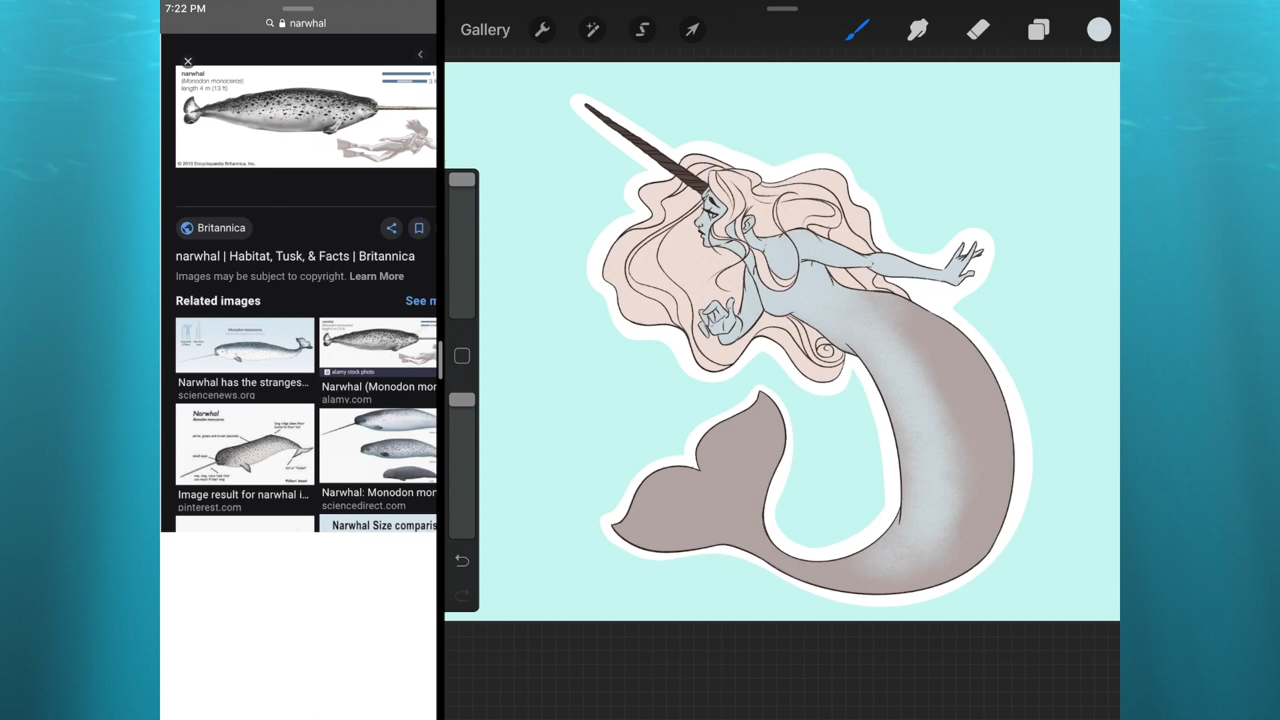 7:22 PM
narwhal
narwhal
(Monodon monoceros)
length 4 m (13 ft)
© 2010 Encyclopædia Britannica, Inc.
Britannica
narwhal | Habitat, Tusk, & Facts | Britannica
Images may be subject to copyright. Learn More
Related images
See m
Monodon monoceros
alamy stock photo
Narwhal has the stranges...
sciencenews.org
Narwhal (Monodon mon
alamy.com
Narwhal
Image result for narwhal i...
pinterest.com
Narwhal: Monodon mon
sciencedirect.com
Narwhal Size comparis
Gallery